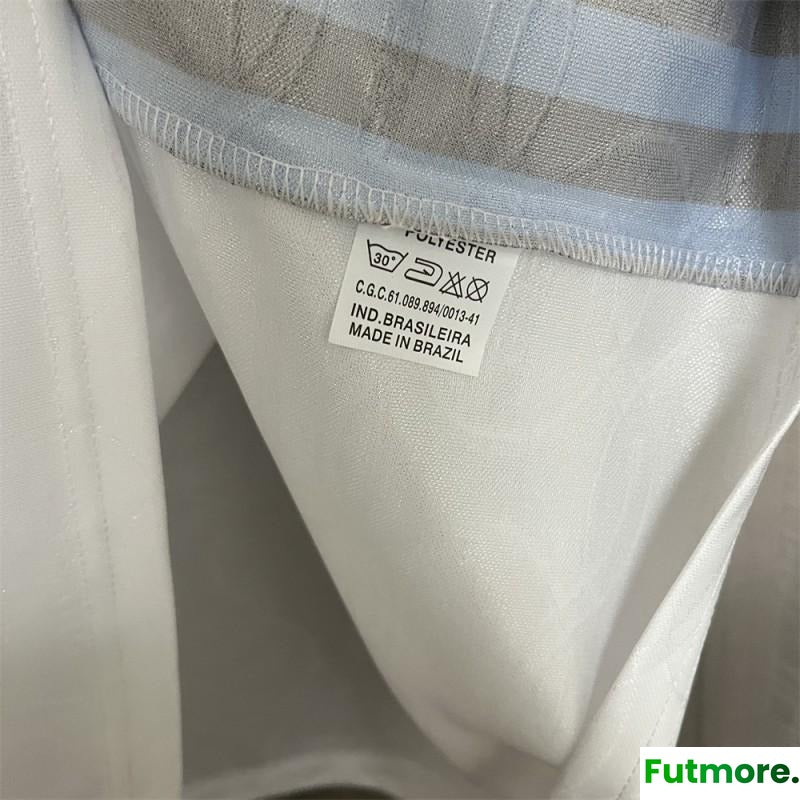 POLYESTER
30°
C.G.C.61.089.894/0013-41
IND.BRASILEIRA
MADE IN BRAZIL
Futmore.